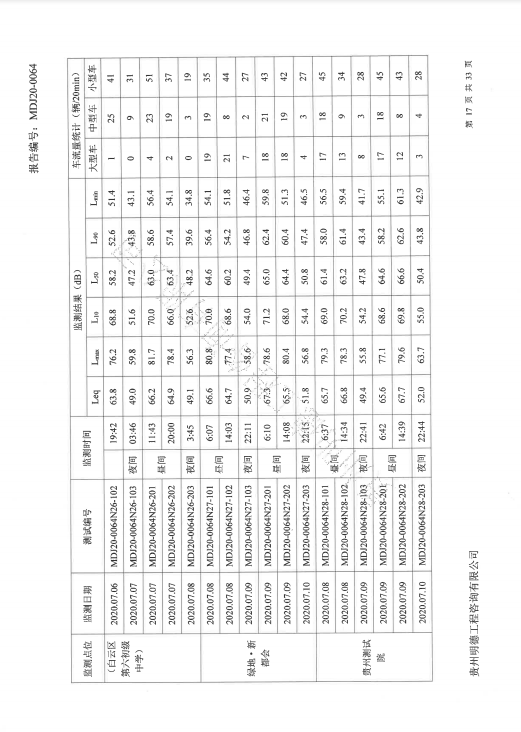 报告编号：MDJ20-0064
监测点位 监测日期 测试编号 监测时间 监测结果（dB） 车流量统计（辆/20min）
Leq Lmax L10 L50 L90 Lmin 大型车 中型车 小型车
（白云区第六初级中学） 2020.07.06 MDJ20-0064N26-102 19:42 63.8 76.2 68.8 58.2 52.6 51.4 1 25 41
2020.07.07 MDJ20-0064N26-103 夜间 03:46 49.0 59.8 51.6 47.2 43.8 43.1 0 9 31
2020.07.07 MDJ20-0064N26-201 昼间 11:43 66.2 81.7 70.0 63.0 58.6 56.4 4 23 51
2020.07.07 MDJ20-0064N26-202 20:00 64.9 78.4 66.0 63.4 57.4 54.1 2 19 37
2020.07.08 MDJ20-0064N26-203 夜间 3:45 49.1 56.3 52.6 48.2 39.6 34.8 0 3 19
绿地·新都会 2020.07.08 MDJ20-0064N27-101 昼间 6:07 66.6 80.8 70.0 64.6 56.4 54.1 19 19 35
2020.07.08 MDJ20-0064N27-102 14:03 64.7 77.4 68.6 60.2 54.2 51.8 21 8 44
2020.07.09 MDJ20-0064N27-103 夜间 22:11 50.9 58.6 54.0 49.4 46.8 46.4 7 2 27
2020.07.09 MDJ20-0064N27-201 昼间 6:10 67.3 78.6 71.2 65.0 62.4 59.8 18 21 43
2020.07.09 MDJ20-0064N27-202 14:08 65.5 80.4 68.0 64.4 60.4 51.3 18 19 42
2020.07.10 MDJ20-0064N27-203 夜间 22:15 51.8 56.8 54.4 50.8 47.4 46.5 4 3 27
贵州测试院 2020.07.08 MDJ20-0064N28-101 昼间 6:37 65.7 79.3 69.0 61.4 58.0 56.5 17 18 45
2020.07.08 MDJ20-0064N28-102 14:34 66.8 78.3 70.2 63.2 61.4 59.4 13 9 34
2020.07.09 MDJ20-0064N28-103 夜间 22:41 49.4 55.8 54.2 47.8 43.4 41.7 8 3 28
2020.07.09 MDJ20-0064N28-201 昼间 6:42 65.6 77.1 68.6 64.6 58.2 55.1 17 18 45
2020.07.09 MDJ20-0064N28-202 14:39 67.7 79.6 69.8 66.6 62.6 61.3 12 8 43
2020.07.10 MDJ20-0064N28-203 夜间 22:44 52.0 63.7 55.0 50.4 43.8 42.9 3 4 28
贵州明德工程咨询有限公司
第 17 页 共 33 页